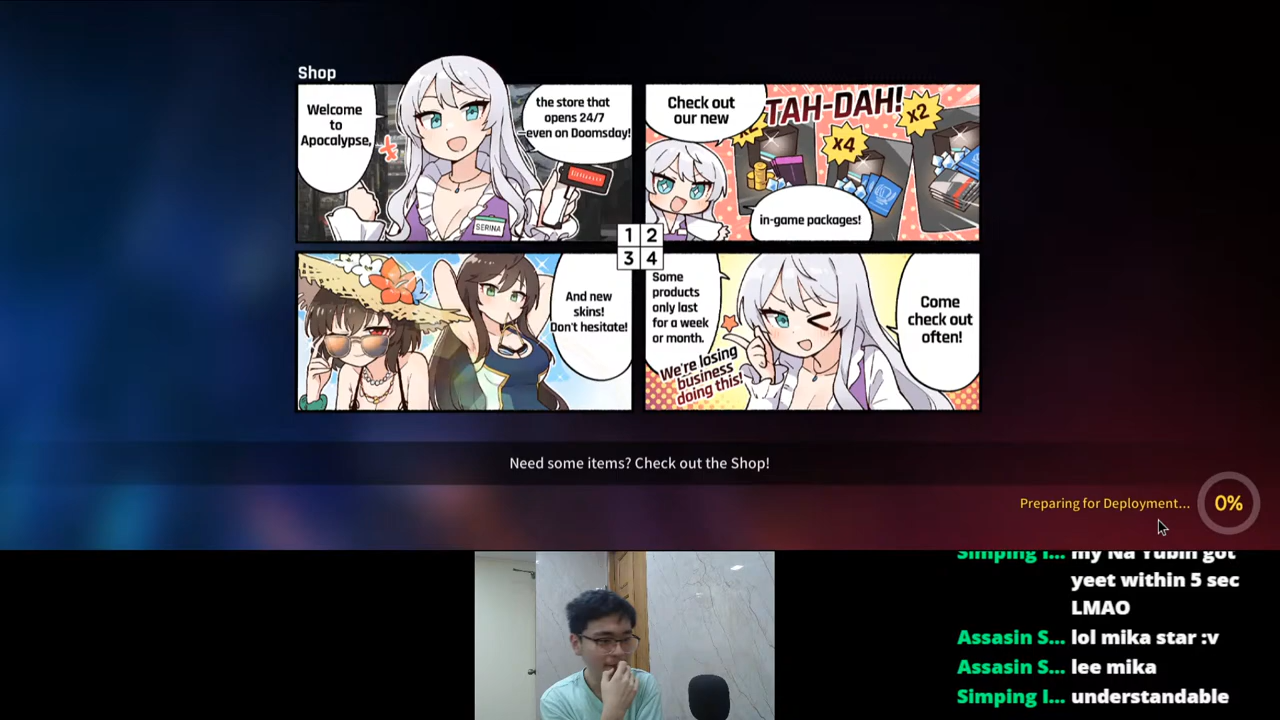 Shop
Welcome
to
Apocalypse,
the store that
opens 24/7
even on Doomsday!
SERINA
Check out
our new
TAH-DAH!
x2
x4
x2
in-game packages!
1 2
3 4
And new
skins!
Don't hesitate!
Some
products
only last
for a week
or month.
We're losing
business
doing this!
Come
check out
often!
Need some items? Check out the Shop!
Preparing for Deployment...
0%
Simping I... my Na Yubin got
yeet within 5 sec
LMAO
Assasin S... lol mika star :v
Assasin S... lee mika
Simping I... understandable